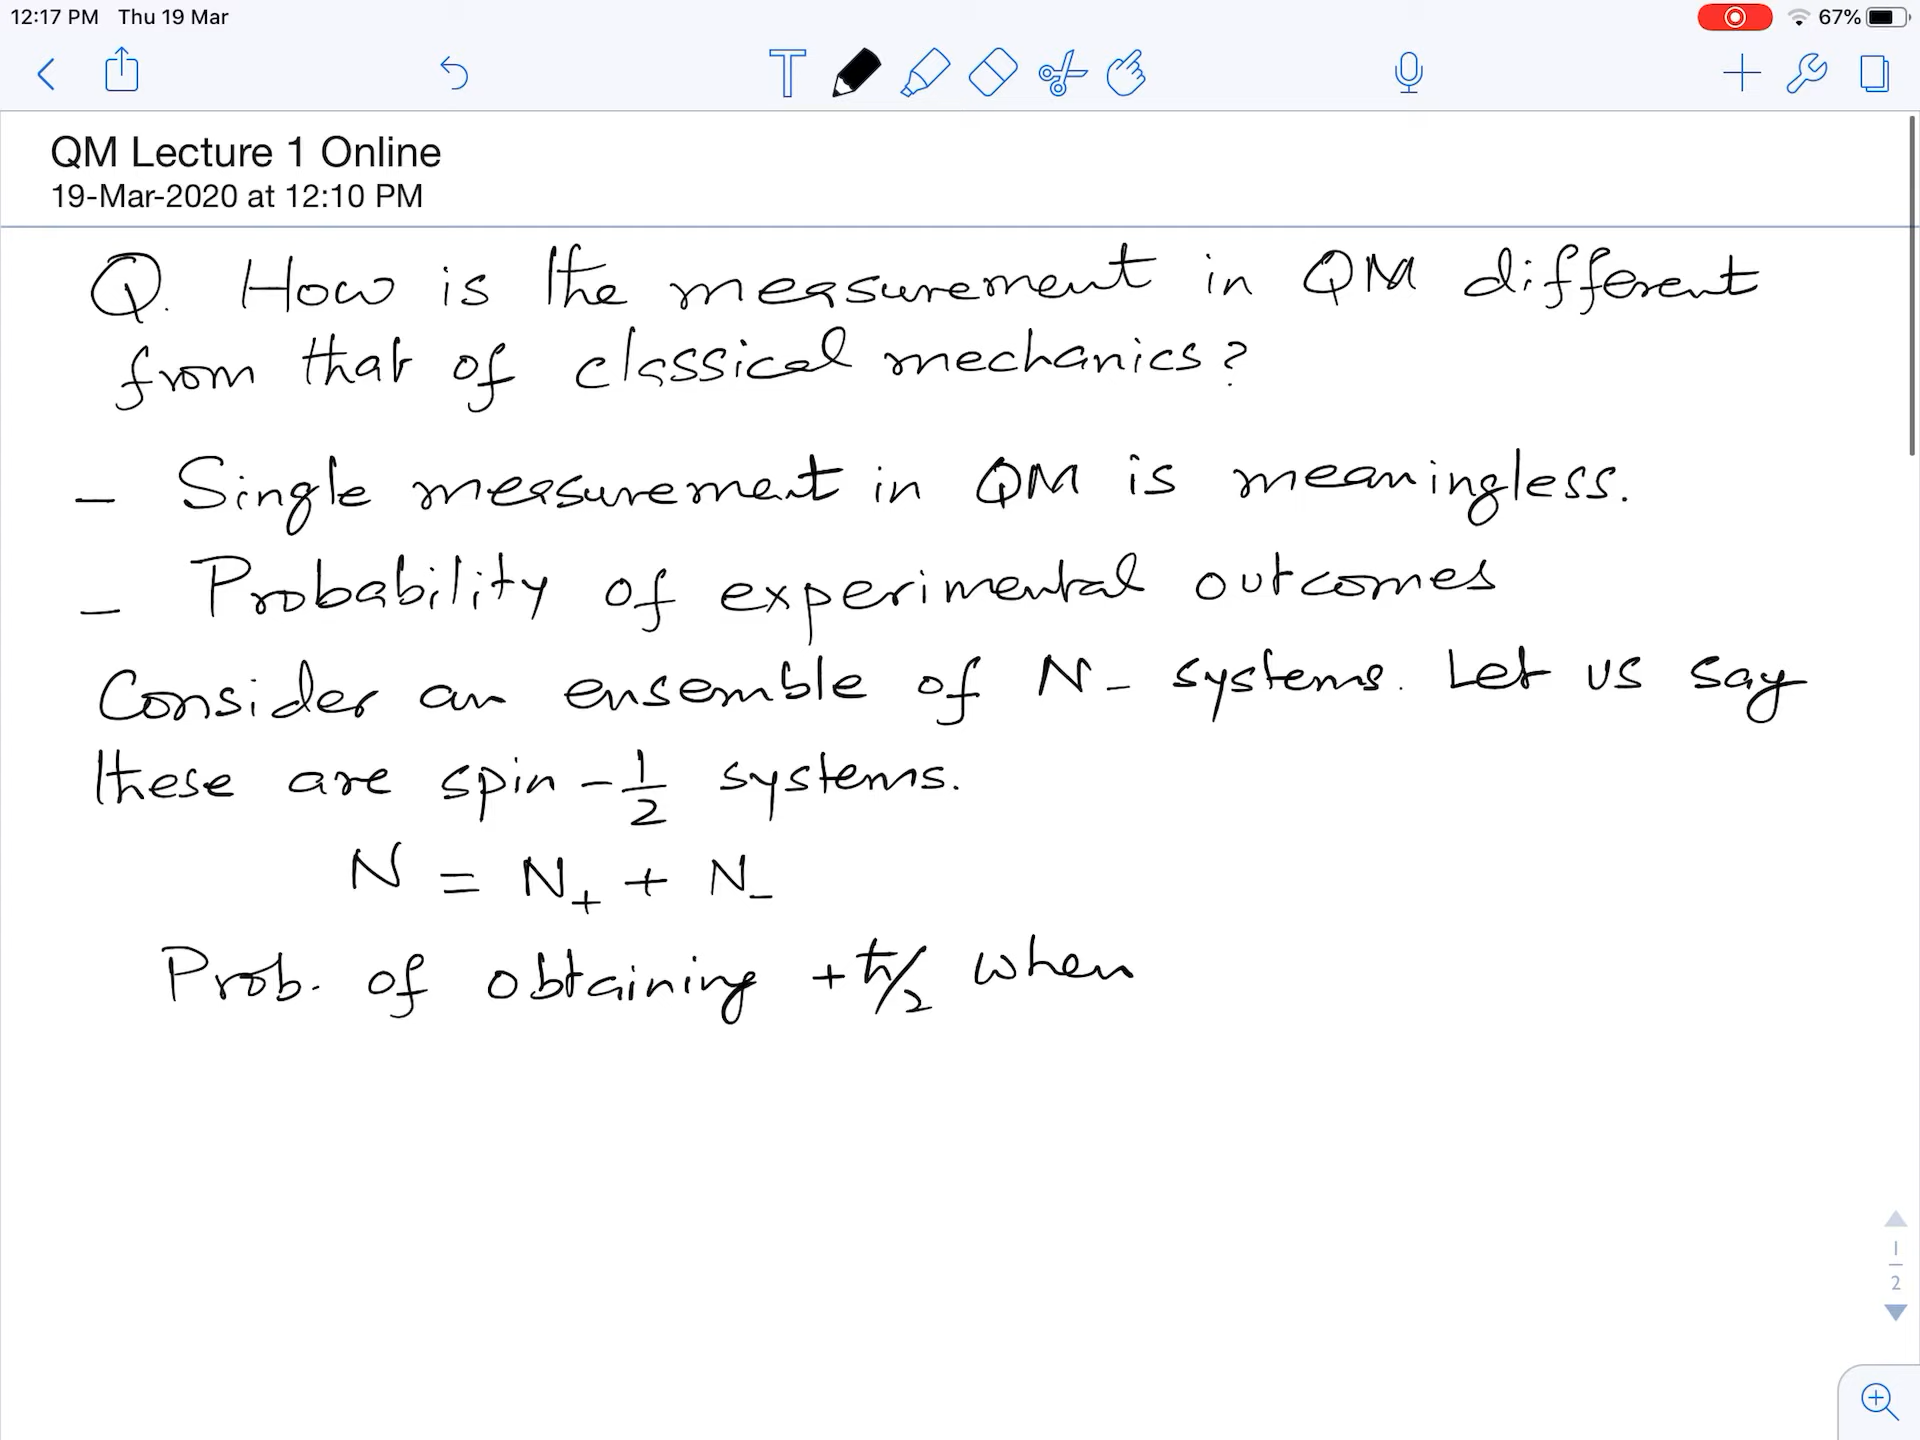 12:17 PM Thu 19 Mar 67%
QM Lecture 1 Online
19-Mar-2020 at 12:10 PM
Q. How is the measurement in QM different
from that of classical mechanics?
- Single measurement in QM is meaningless.
- Probability of experimental outcomes
Consider an ensemble of N- systems. Let us say
these are spin-1/2 systems.
N = N₊ + N₋
Prob. of obtaining +ℏ/2 when
1
2